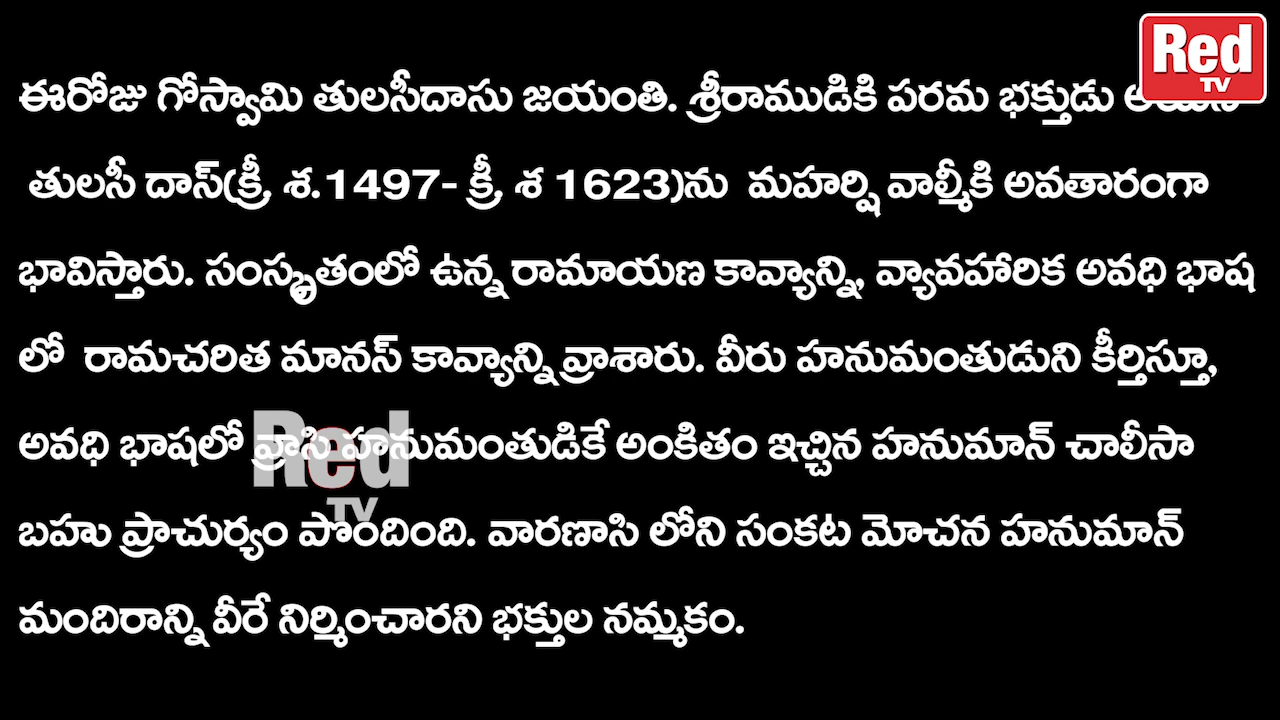 ఈరోజు గోస్వామి తులసీదాసు జయంతి. శ్రీరాముడికి పరమ భక్తుడు
Red
TV
తులసీ దాస్(క్రీ, శ.1497- క్రీ, శ 1623)ను మహర్షి వాల్మీకి అవతారంగా
భావిస్తారు. సంస్కృతంలో ఉన్న రామాయణ కావ్యాన్ని, వ్యావహారిక అవధి భాష
లో రామచరిత మానస్ కావ్యాన్ని వ్రాశారు. వీరు హనుమంతుడుని కీర్తిస్తూ,
అవధి భాషలో వ్రాసి హనుమంతుడికే అంకితం ఇచ్చిన హనుమాన్ చాలీసా
Red
TV
బహు ప్రాచుర్యం పొందింది. వారణాసి లోని సంకట మోచన హనుమాన్
మందిరాన్ని వీరే నిర్మించారని భక్తుల నమ్మకం.